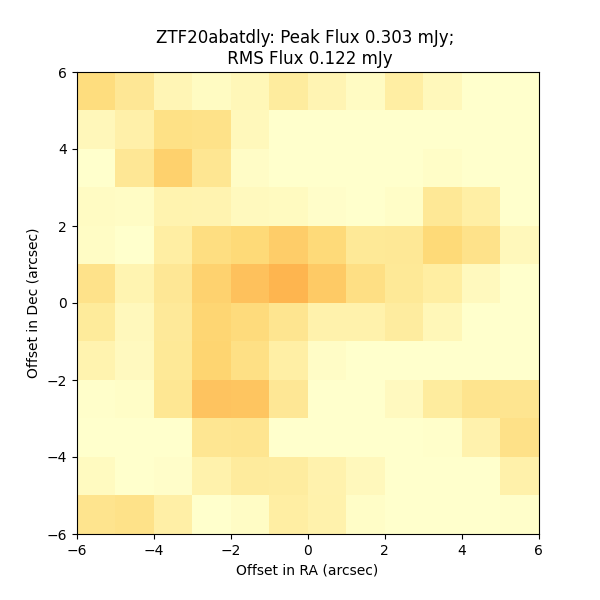 ZTF20abatdly: Peak Flux 0.303 mJy;
RMS Flux 0.122 mJy
6
4
2
0
−2
−4
−6
Offset in Dec (arcsec)
−6 −4 −2 0 2 4 6
Offset in RA (arcsec)